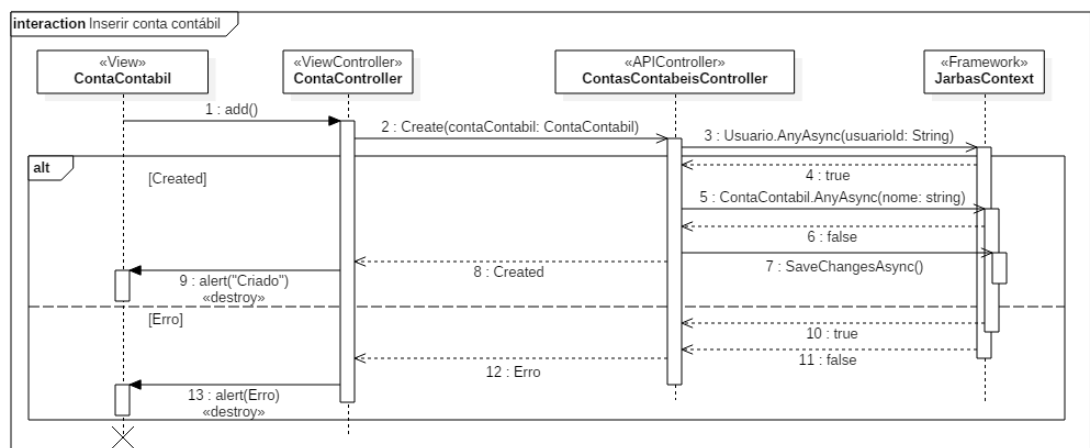 interaction Inserir conta contábil
«View»
ContaContabil
«ViewController»
ContaController
«APIController»
ContasContabeisController
«Framework»
JarbasContext
1 : add()
2 : Create(contaContabil: ContaContabil)
3 : Usuario.AnyAsync(usuarioId: String)
alt
[Created]
4 : true
5 : ContaContabil.AnyAsync(nome: string)
6 : false
7 : SaveChangesAsync()
8 : Created
9 : alert("Criado")
«destroy»
[Erro]
10 : true
11 : false
12 : Erro
13 : alert(Erro)
«destroy»